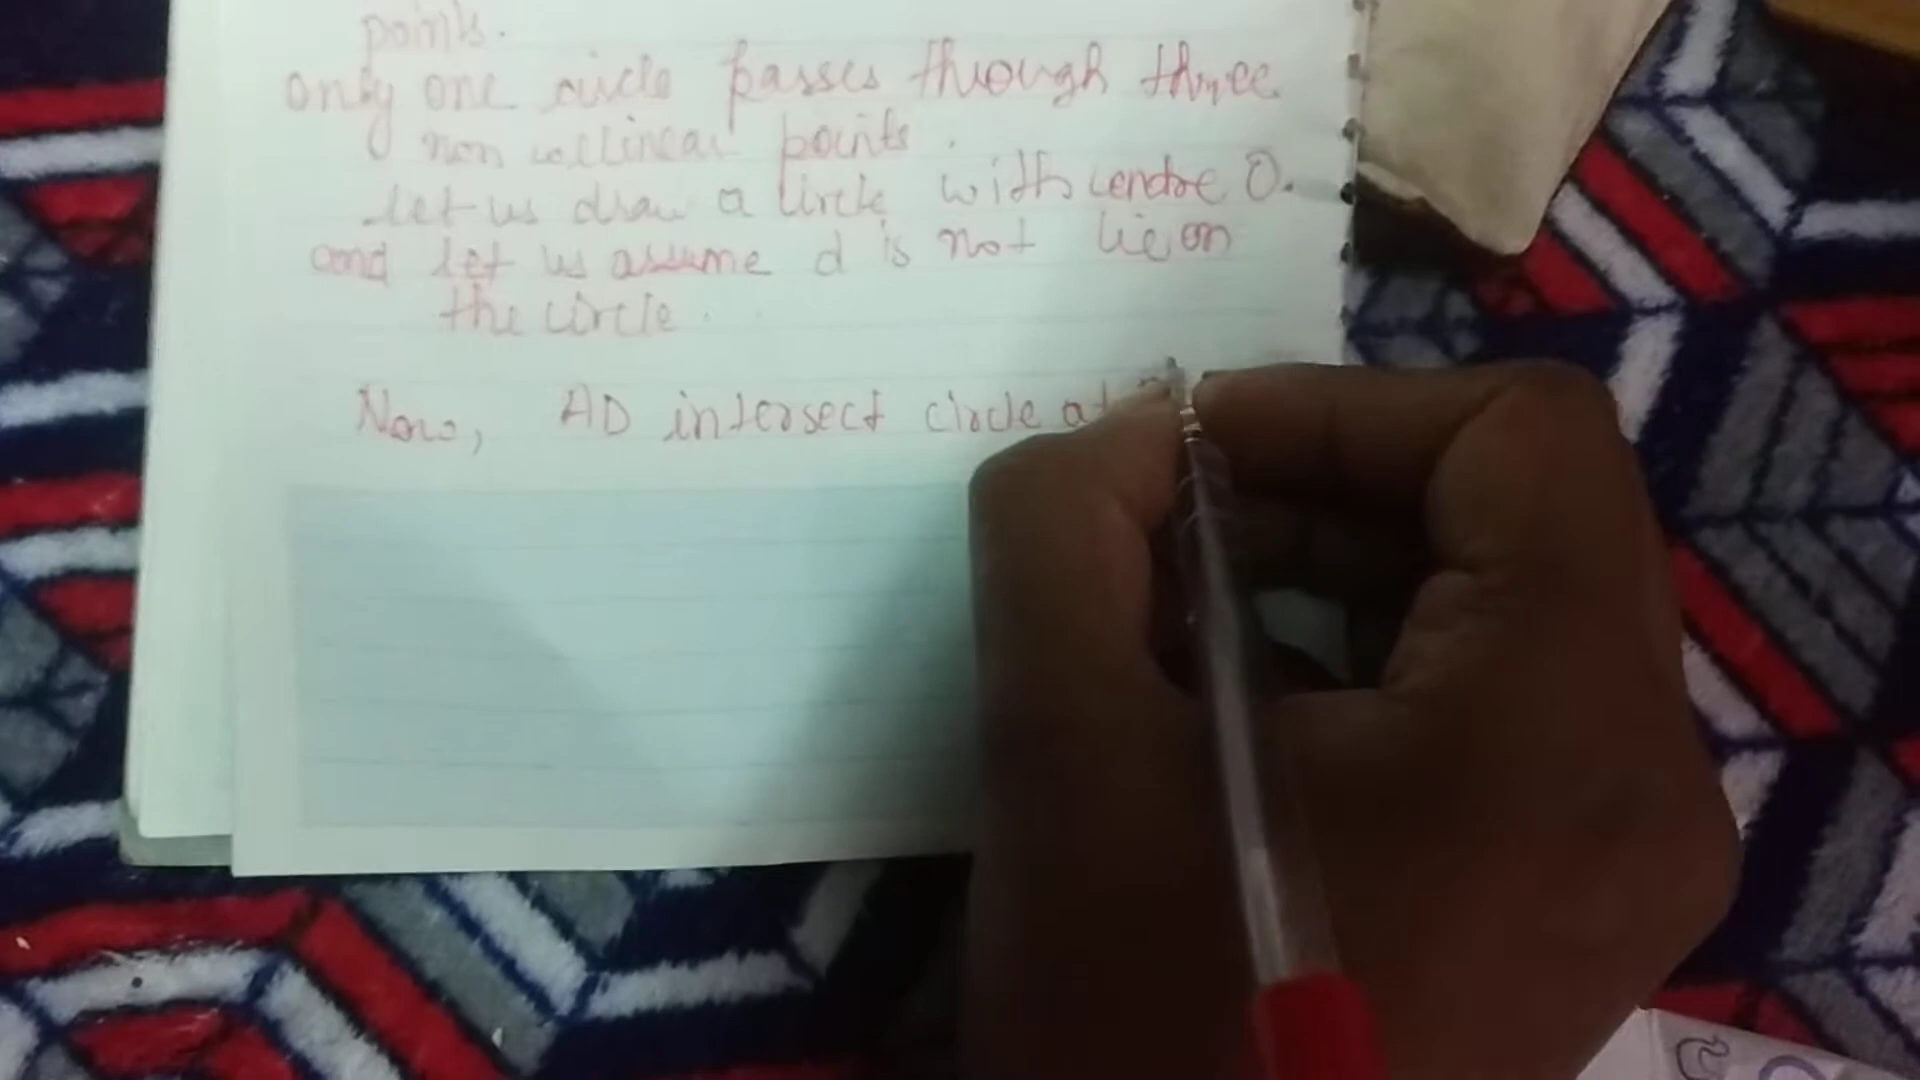 points.
only one circle passes through three
non collinear points.
let us draw a circle with centre O.
and let us assume d is not lie on
the circle.
Now, AD intersect circle at